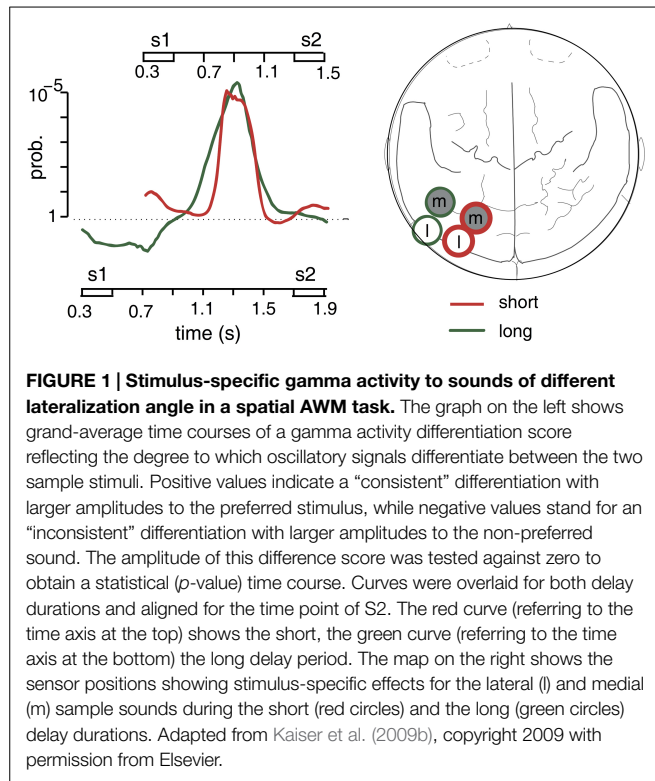 s1 s2
0.3 0.7 1.1 1.5
10-5
prob.
1
s1 s2
0.3 0.7 1.1 1.5 1.9
time (s)
m
m
l
l
short
long
FIGURE 1 | Stimulus-specific gamma activity to sounds of different
lateralization angle in a spatial AWM task. The graph on the left shows
grand-average time courses of a gamma activity differentiation score
reflecting the degree to which oscillatory signals differentiate between the two
sample stimuli. Positive values indicate a “consistent” differentiation with
larger amplitudes to the preferred stimulus, while negative values stand for an
“inconsistent” differentiation with larger amplitudes to the non-preferred
sound. The amplitude of this difference score was tested against zero to
obtain a statistical (p-value) time course. Curves were overlaid for both delay
durations and aligned for the time point of S2. The red curve (referring to the
time axis at the top) shows the short, the green curve (referring to the time
axis at the bottom) the long delay period. The map on the right shows the
sensor positions showing stimulus-specific effects for the lateral (l) and medial
(m) sample sounds during the short (red circles) and the long (green circles)
delay durations. Adapted from Kaiser et al. (2009b), copyright 2009 with
permission from Elsevier.